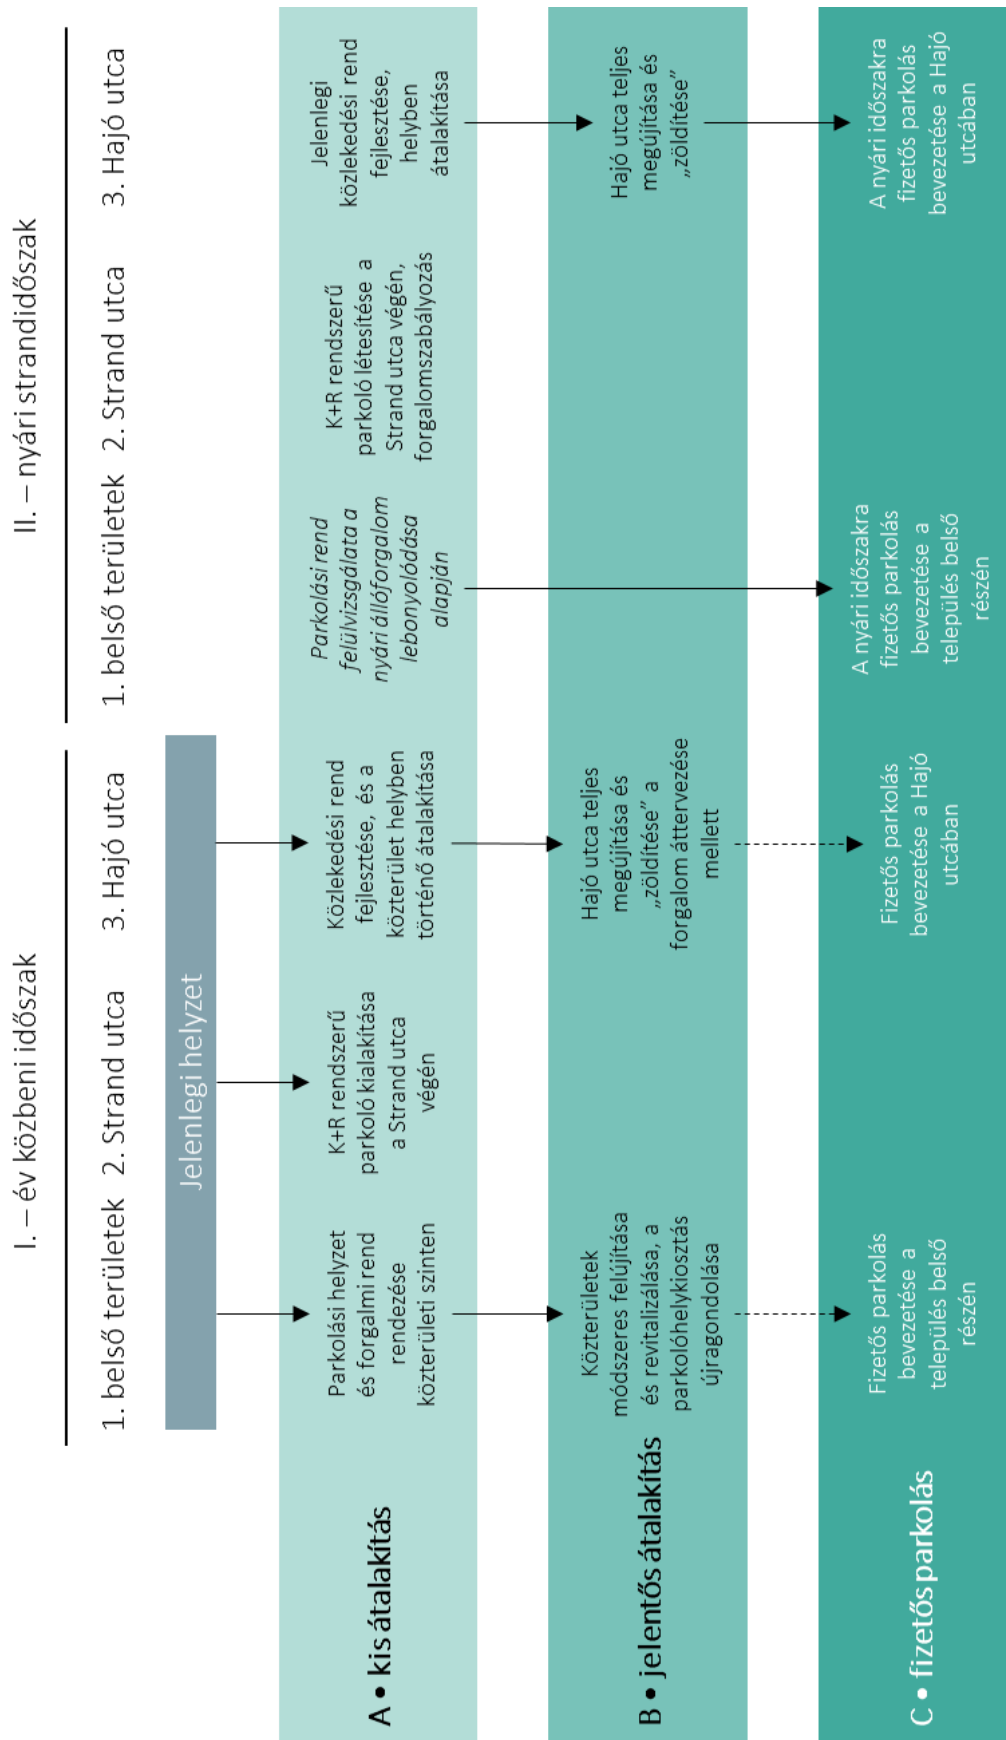 I. – év közbeni időszak
II. – nyári strandidőszak
1. belső területek
2. Strand utca
3. Hajó utca
1. belső területek
2. Strand utca
3. Hajó utca
Jelenlegi helyzet
A • kis átalakítás
Parkolási helyzet
és forgalmi rend
rendezése
közterületi szinten
K+R rendszerű
parkoló kialakítása
a Strand utca
végén
Közlekedési rend
fejlesztése, és a
közterület helyben
történő átalakítása
Parkolási rend
felülvizsgálata a
nyári állóforgalom
lebonyolódása
alapján
K+R rendszerű
parkoló létesítése a
Strand utca végén,
forgalomszabályozás
Jelenlegi
közlekedési rend
fejlesztése,
helyben
átalakítása
B • jelentős átalakítás
Közterületek
módszeres felújítása
és revitalizálása, a
parkolóhelykiosztás
újragondolása
Hajó utca teljes
megújítása és
„zöldítése” a
forgalom áttervezése
mellett
Hajó utca teljes
megújítása és
„zöldítése”
C • fizetős parkolás
Fizetős parkolás
bevezetése a
település belső
részén
Fizetős parkolás
bevezetése a Hajó
utcában
A nyári időszakra
fizetős parkolás
bevezetése a
település belső
részén
A nyári időszakra
fizetős parkolás
bevezetése a Hajó
utcában